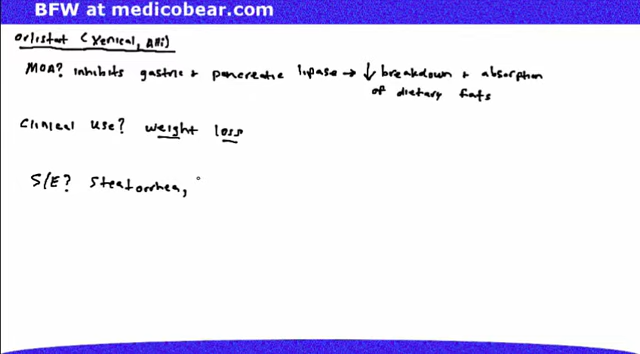 BFW at medicobear.com
Orlistat (Xenical, Alli)
MOA? inhibits gastric + pancreatic lipase → ↓ breakdown + absorption
of dietary fats
Clinical use? weight loss
S/E? Steatorrhea,